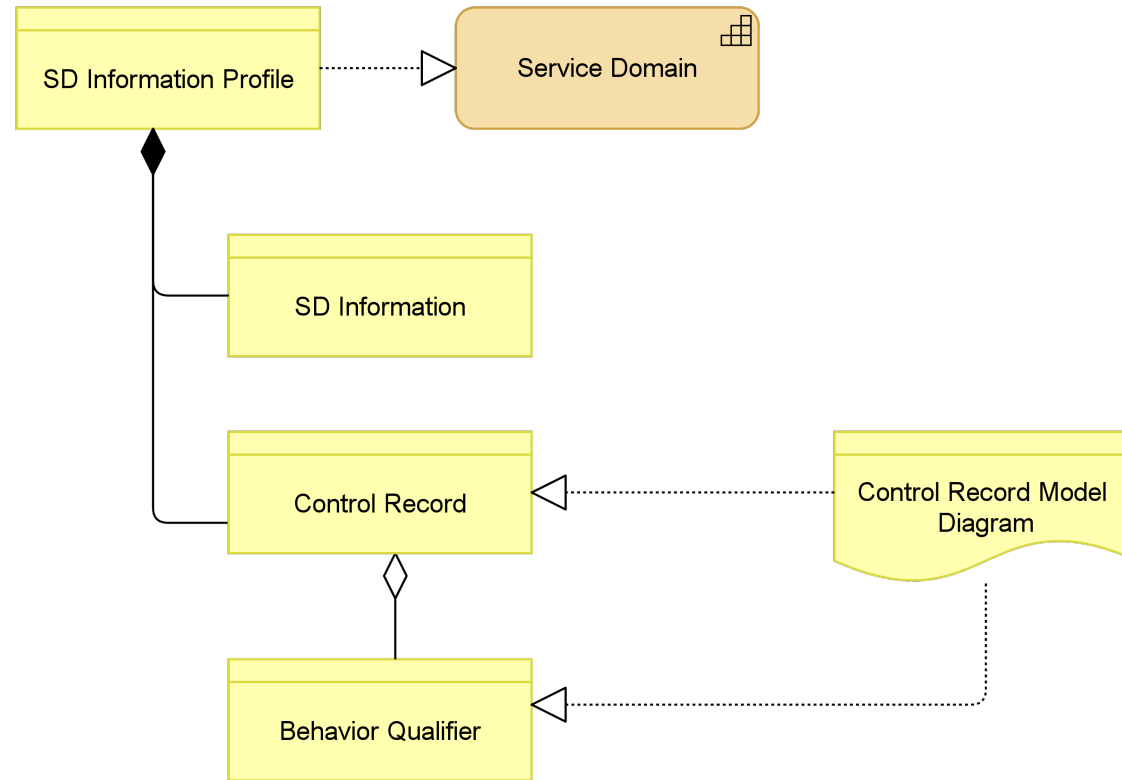 SD Information Profile
Service Domain
SD Information
Control Record
Control Record Model
Diagram
Behavior Qualifier